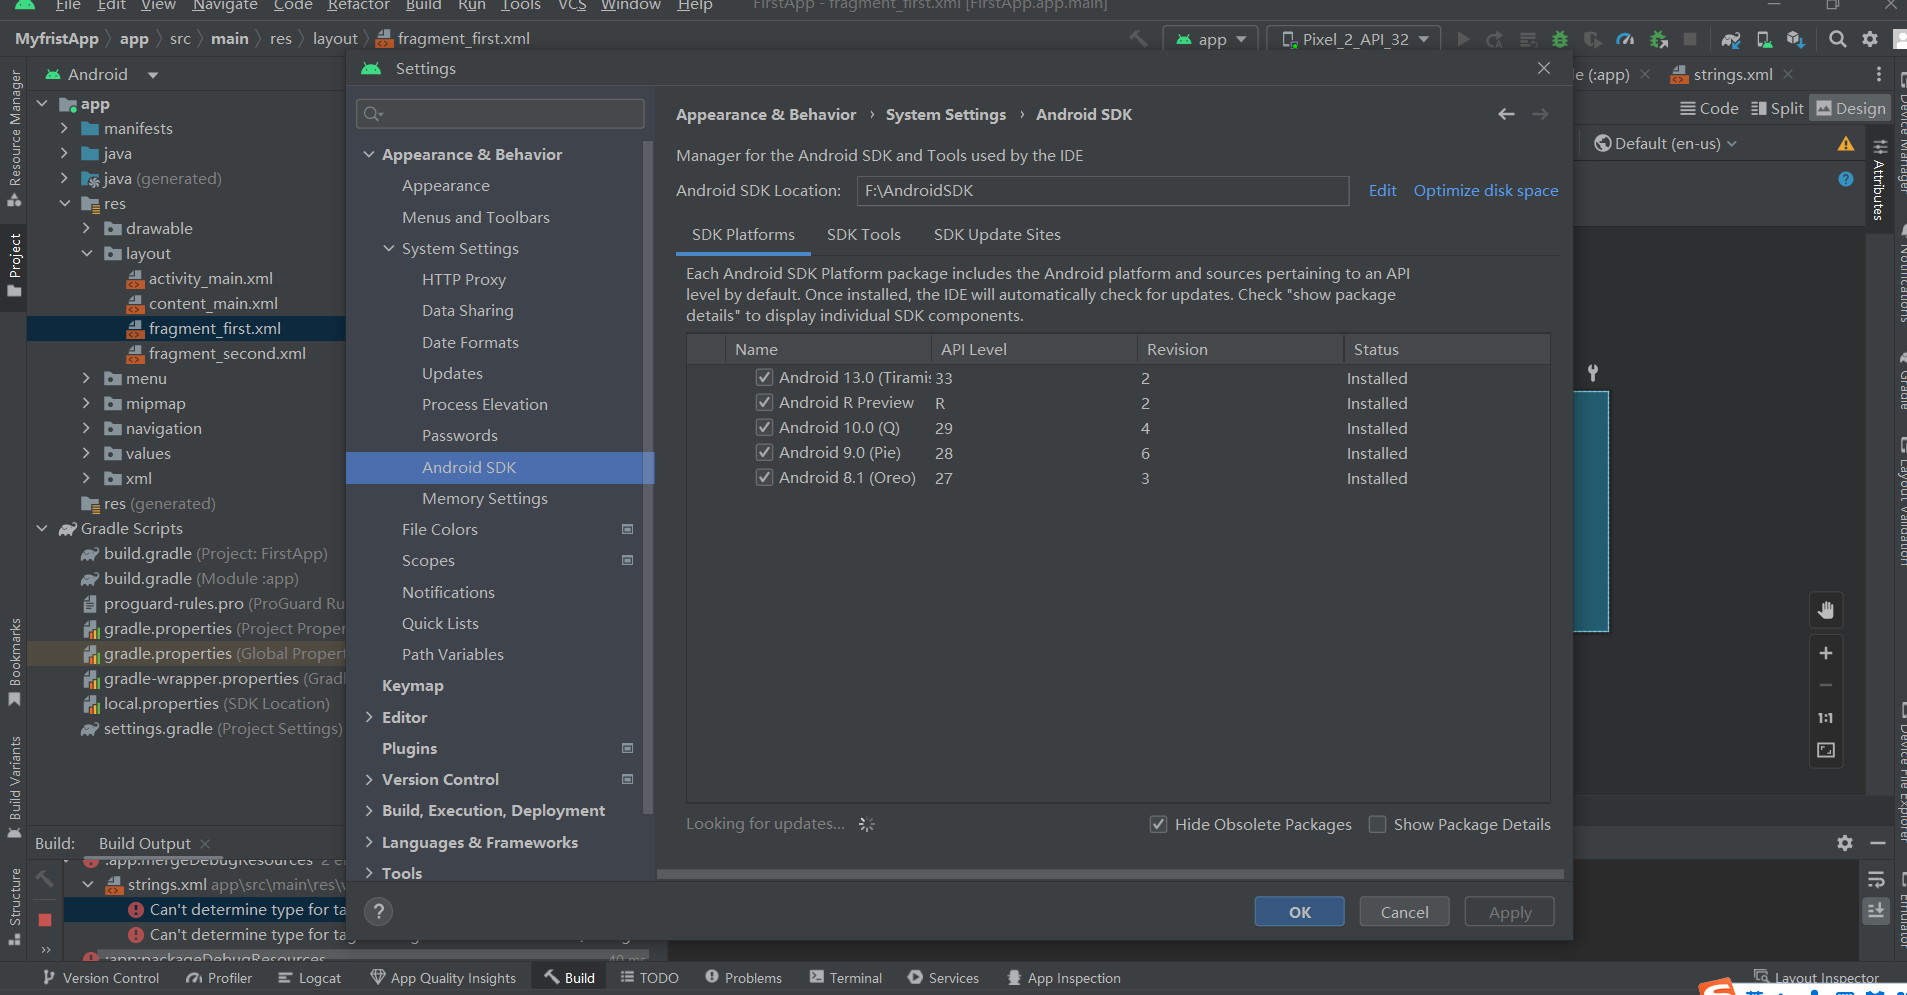 File Edit View Navigate Code Refactor Build Run Tools VCS Window Help FirstApp - fragment_first.xml [FirstApp.app.main]
MyfristApp app src main res layout fragment_first.xml app Pixel_2_API_32
Android
Settings
e (:app) strings.xml
Code Split Design
Default (en-us)
Resource Manager
Project
Bookmarks
Build Variants
Structure
app
manifests
java
java (generated)
res
drawable
layout
activity_main.xml
content_main.xml
fragment_first.xml
fragment_second.xml
menu
mipmap
navigation
values
xml
res (generated)
Gradle Scripts
build.gradle (Project: FirstApp)
build.gradle (Module :app)
proguard-rules.pro (ProGuard Ru
gradle.properties (Project Proper
gradle.properties (Global Propert
gradle-wrapper.properties (Grad
local.properties (SDK Location)
settings.gradle (Project Settings)
Appearance & Behavior
Appearance
Menus and Toolbars
System Settings
HTTP Proxy
Data Sharing
Date Formats
Updates
Process Elevation
Passwords
Android SDK
Memory Settings
File Colors
Scopes
Notifications
Quick Lists
Path Variables
Keymap
Editor
Plugins
Version Control
Build, Execution, Deployment
Languages & Frameworks
Tools
Appearance & Behavior › System Settings › Android SDK
Manager for the Android SDK and Tools used by the IDE
Android SDK Location: F:\AndroidSDK Edit Optimize disk space
SDK Platforms SDK Tools SDK Update Sites
Each Android SDK Platform package includes the Android platform and sources pertaining to an API
level by default. Once installed, the IDE will automatically check for updates. Check "show package
details" to display individual SDK components.
Name API Level Revision Status
Android 13.0 (Tiramis 33 2 Installed
Android R Preview R 2 Installed
Android 10.0 (Q) 29 4 Installed
Android 9.0 (Pie) 28 6 Installed
Android 8.1 (Oreo) 27 3 Installed
Looking for updates... Hide Obsolete Packages Show Package Details
? OK Cancel Apply
Attributes
1:1
Device Manager
Notifications
Gradle
Layout Validation
Device File Explorer
Emulator
Build: Build Output
:app:mergeDebugResources 2 e
strings.xml app\src\main\res\
Can't determine type for ta
Can't determine type for ta
:app:packageDebugResources 40 ms
Version Control Profiler Logcat App Quality Insights Build TODO Problems Terminal Services App Inspection Layout Inspector